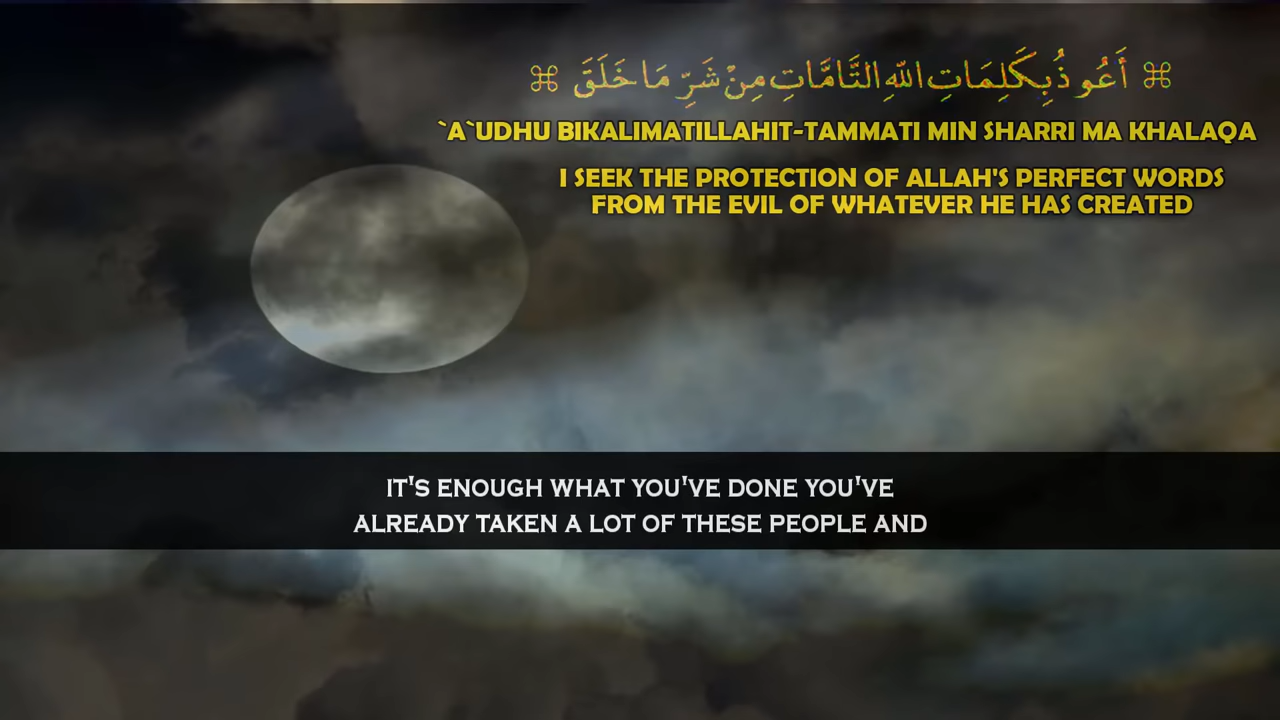 ⌘ أَعُوذُ بِكَلِمَاتِ اللّٰهِ التَّامَّاتِ مِنْ شَرِّ مَا خَلَقَ ⌘
`A`UDHU BIKALIMATILLAHIT-TAMMATI MIN SHARRI MA KHALAQA
I SEEK THE PROTECTION OF ALLAH'S PERFECT WORDS
FROM THE EVIL OF WHATEVER HE HAS CREATED
IT'S ENOUGH WHAT YOU'VE DONE YOU'VE
ALREADY TAKEN A LOT OF THESE PEOPLE AND